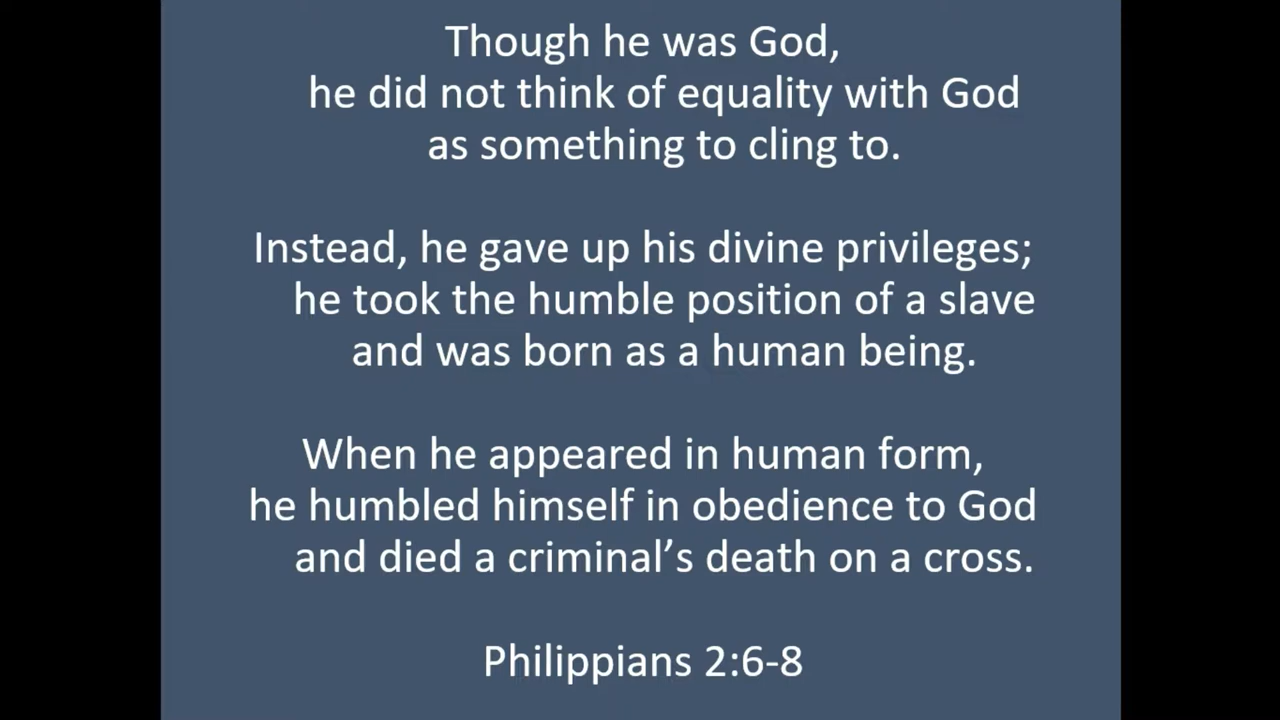 Though he was God,
he did not think of equality with God
as something to cling to.
Instead, he gave up his divine privileges;
he took the humble position of a slave
and was born as a human being.
When he appeared in human form,
he humbled himself in obedience to God
and died a criminal’s death on a cross.
Philippians 2:6-8